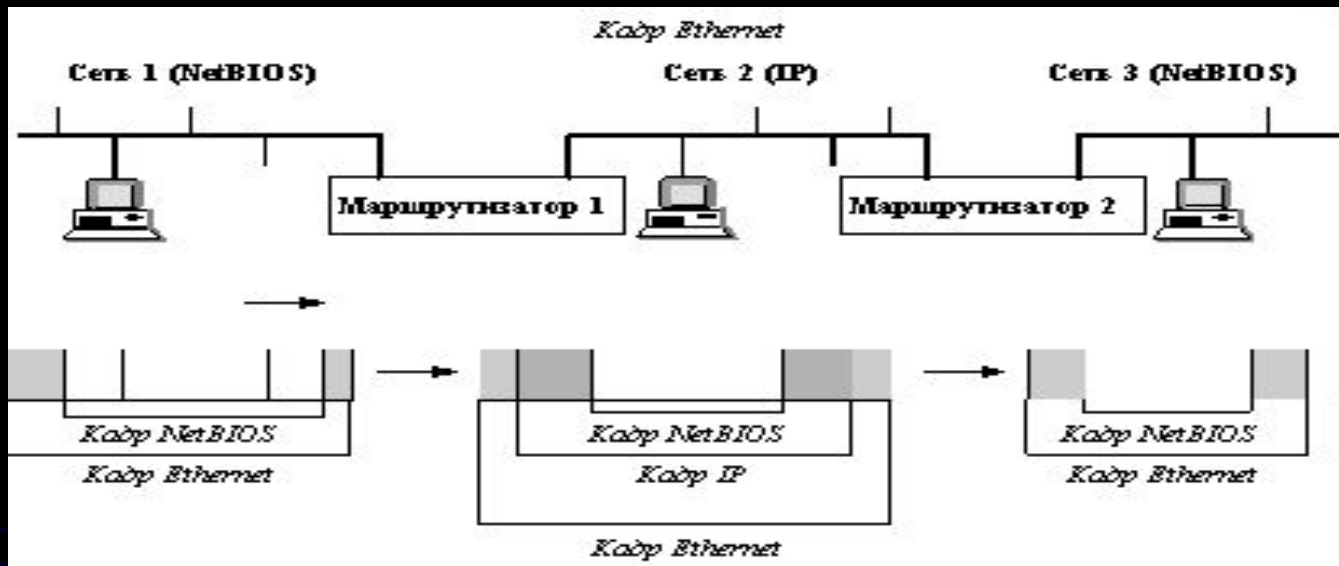 Кадр Ethernet
Сеть 1 (NetBIOS)
Сеть 2 (IP)
Сеть 3 (NetBIOS)
Маршрутизатор 1
Маршрутизатор 2
Кадр NetBIOS
Кадр NetBIOS
Кадр NetBIOS
Кадр Ethernet
Кадр IP
Кадр Ethernet
Кадр Ethernet